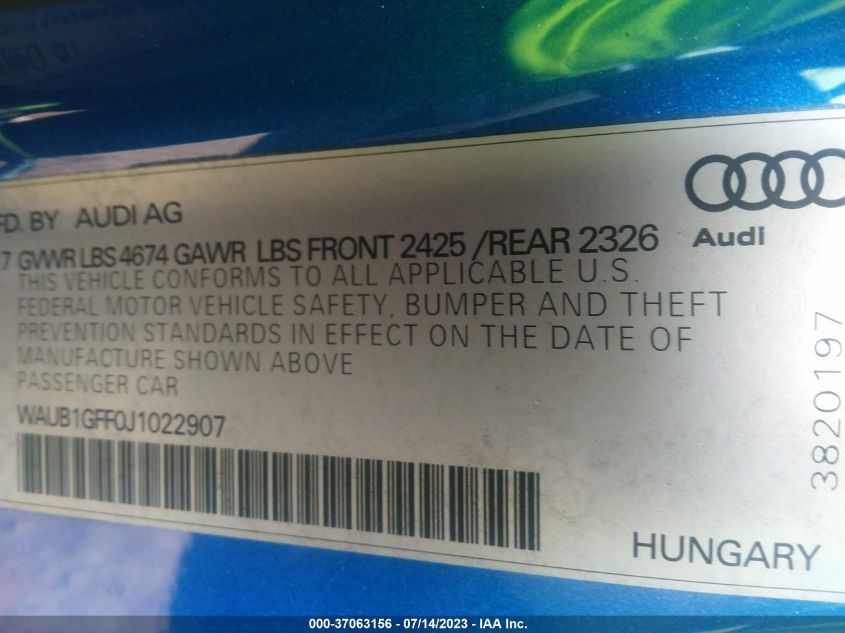 FD. BY AUDI AG
7 GVWR LBS 4674 GAWR LBS FRONT 2425 /REAR 2326
THIS VEHICLE CONFORMS TO ALL APPLICABLE U.S.
FEDERAL MOTOR VEHICLE SAFETY, BUMPER AND THEFT
PREVENTION STANDARDS IN EFFECT ON THE DATE OF
MANUFACTURE SHOWN ABOVE
PASSENGER CAR
WAUB1GFF0J1022907
Audi
3820197
HUNGARY
000-37063156 - 07/14/2023 - IAA Inc.